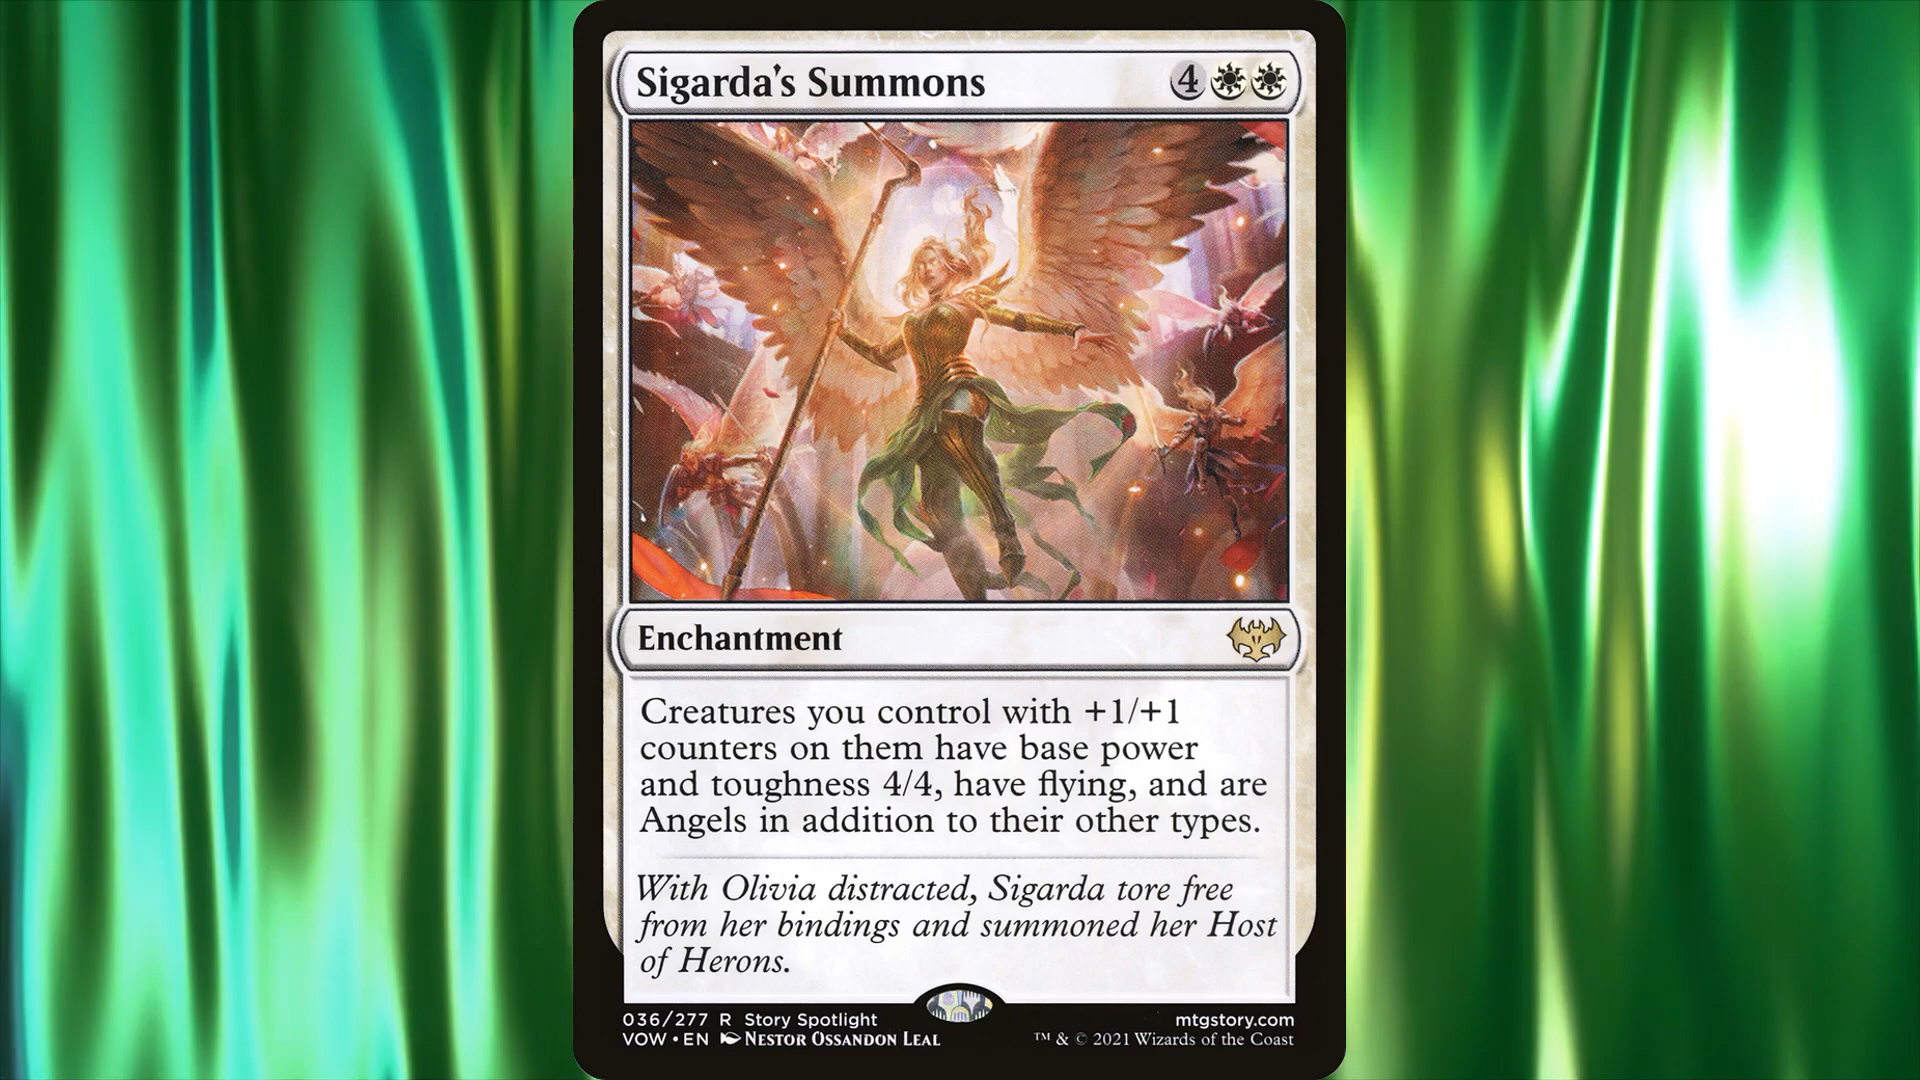 Sigarda's Summons 4
Enchantment
Creatures you control with +1/+1
counters on them have base power
and toughness 4/4, have flying, and are
Angels in addition to their other types.
With Olivia distracted, Sigarda tore free
from her bindings and summoned her Host
of Herons.
036/277 R Story Spotlight
mtgstory.com
VOW • EN Nestor Ossandon Leal
™ & © 2021 Wizards of the Coast